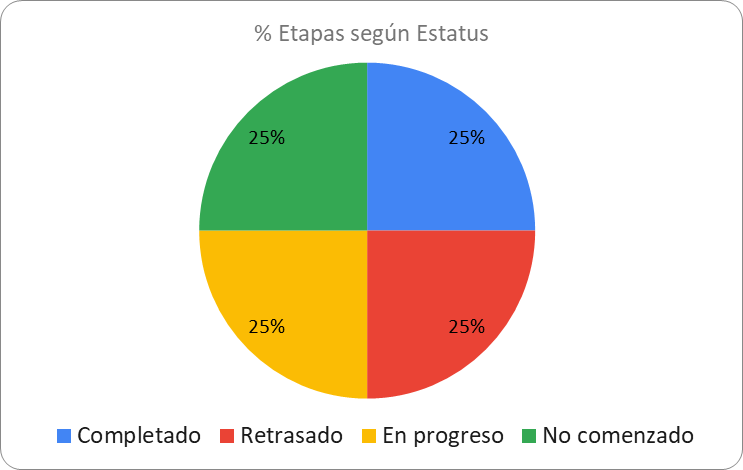 % Etapas según Estatus
25% 25%
25% 25%
Completado Retrasado En progreso No comenzado